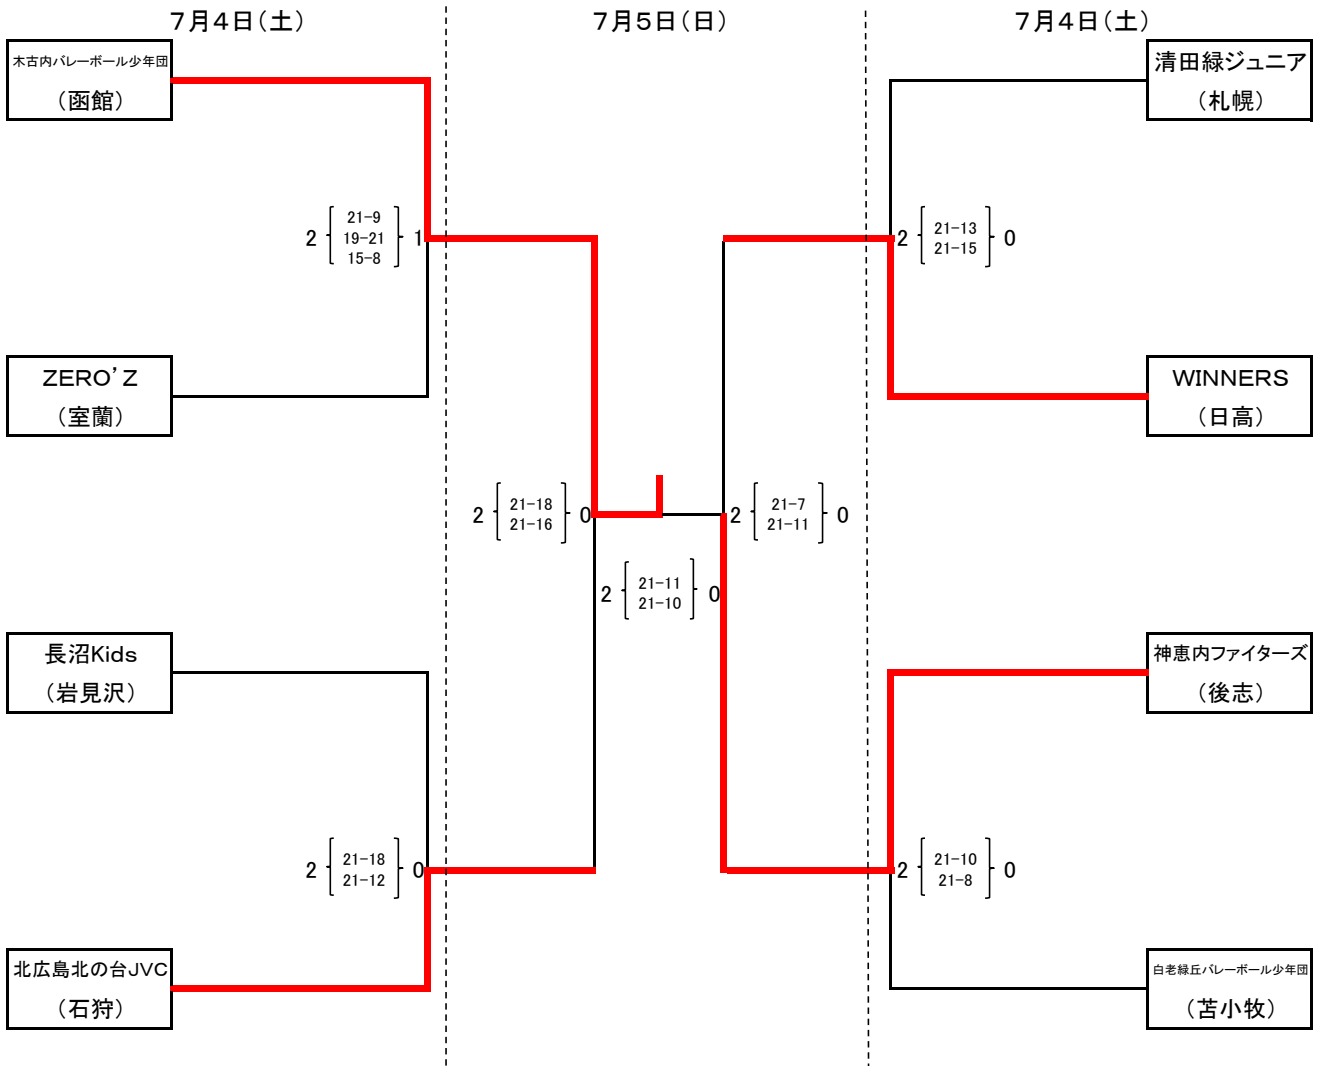 7月4日(土)
7月5日(日)
7月4日(土)
木古内バレーボール少年団
(函館)
清田緑ジュニア
(札幌)
2 21-9 1
19-21
15-8
2 21-13 0
21-15
ZERO'Z
(室蘭)
WINNERS
(日高)
2 21-18 0
21-16
2 21-7 0
21-11
2 21-11 0
21-10
長沼Kids
(岩見沢)
神恵内ファイターズ
(後志)
2 21-18 0
21-12
2 21-10 0
21-8
北広島北の台JVC
(石狩)
白老緑丘バレーボール少年団
(苫小牧)